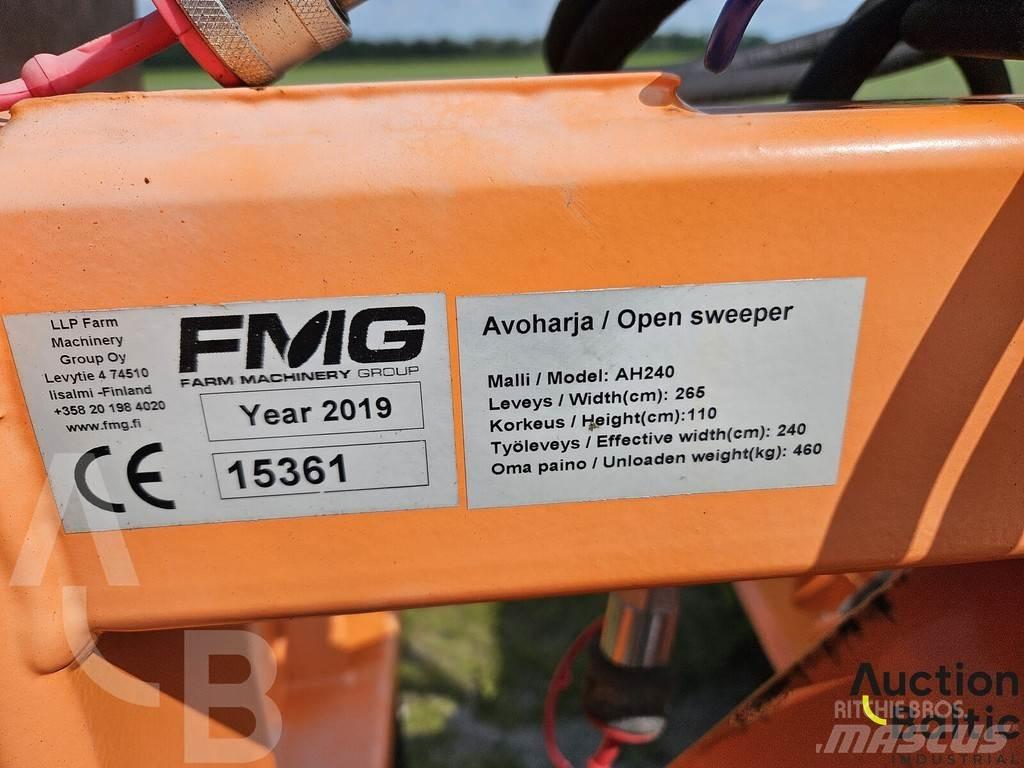 LLP Farm
Machinery
Group Oy
Levytie 4 74510
Iisalmi -Finland
+358 20 198 4020
www.fmg.fi
CE
FMG
FARM MACHINERY GROUP
Year 2019
15361
Avoharja / Open sweeper
Malli / Model: AH240
Leveys / Width(cm): 265
Korkeus / Height(cm):110
Työleveys / Effective width(cm): 240
Oma paino / Unloaden weight(kg): 460
A
B
Auction
Baltic
INDUSTRIAL
RITCHIE BROS.
MASCUS